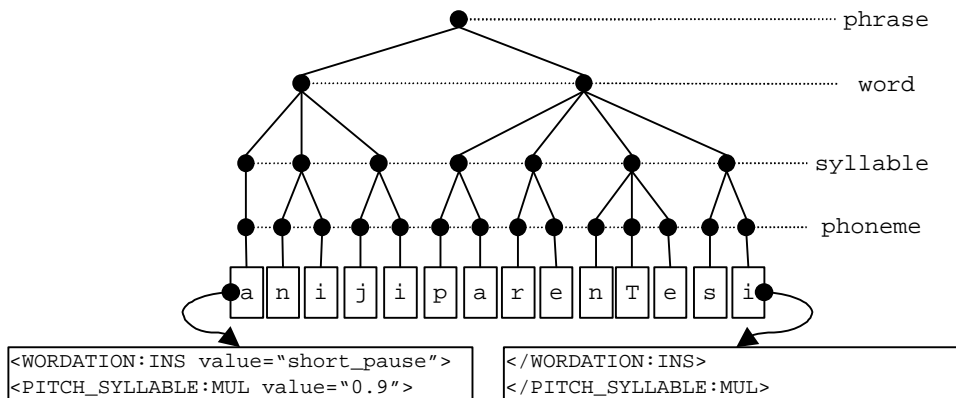 phrase
word
syllable
phoneme
a n i j i p a r e n T e s i
<WORDATION:INS value=“short_pause”>
<PITCH_SYLLABLE:MUL value=“0.9”>
</WORDATION:INS>
</PITCH_SYLLABLE:MUL>